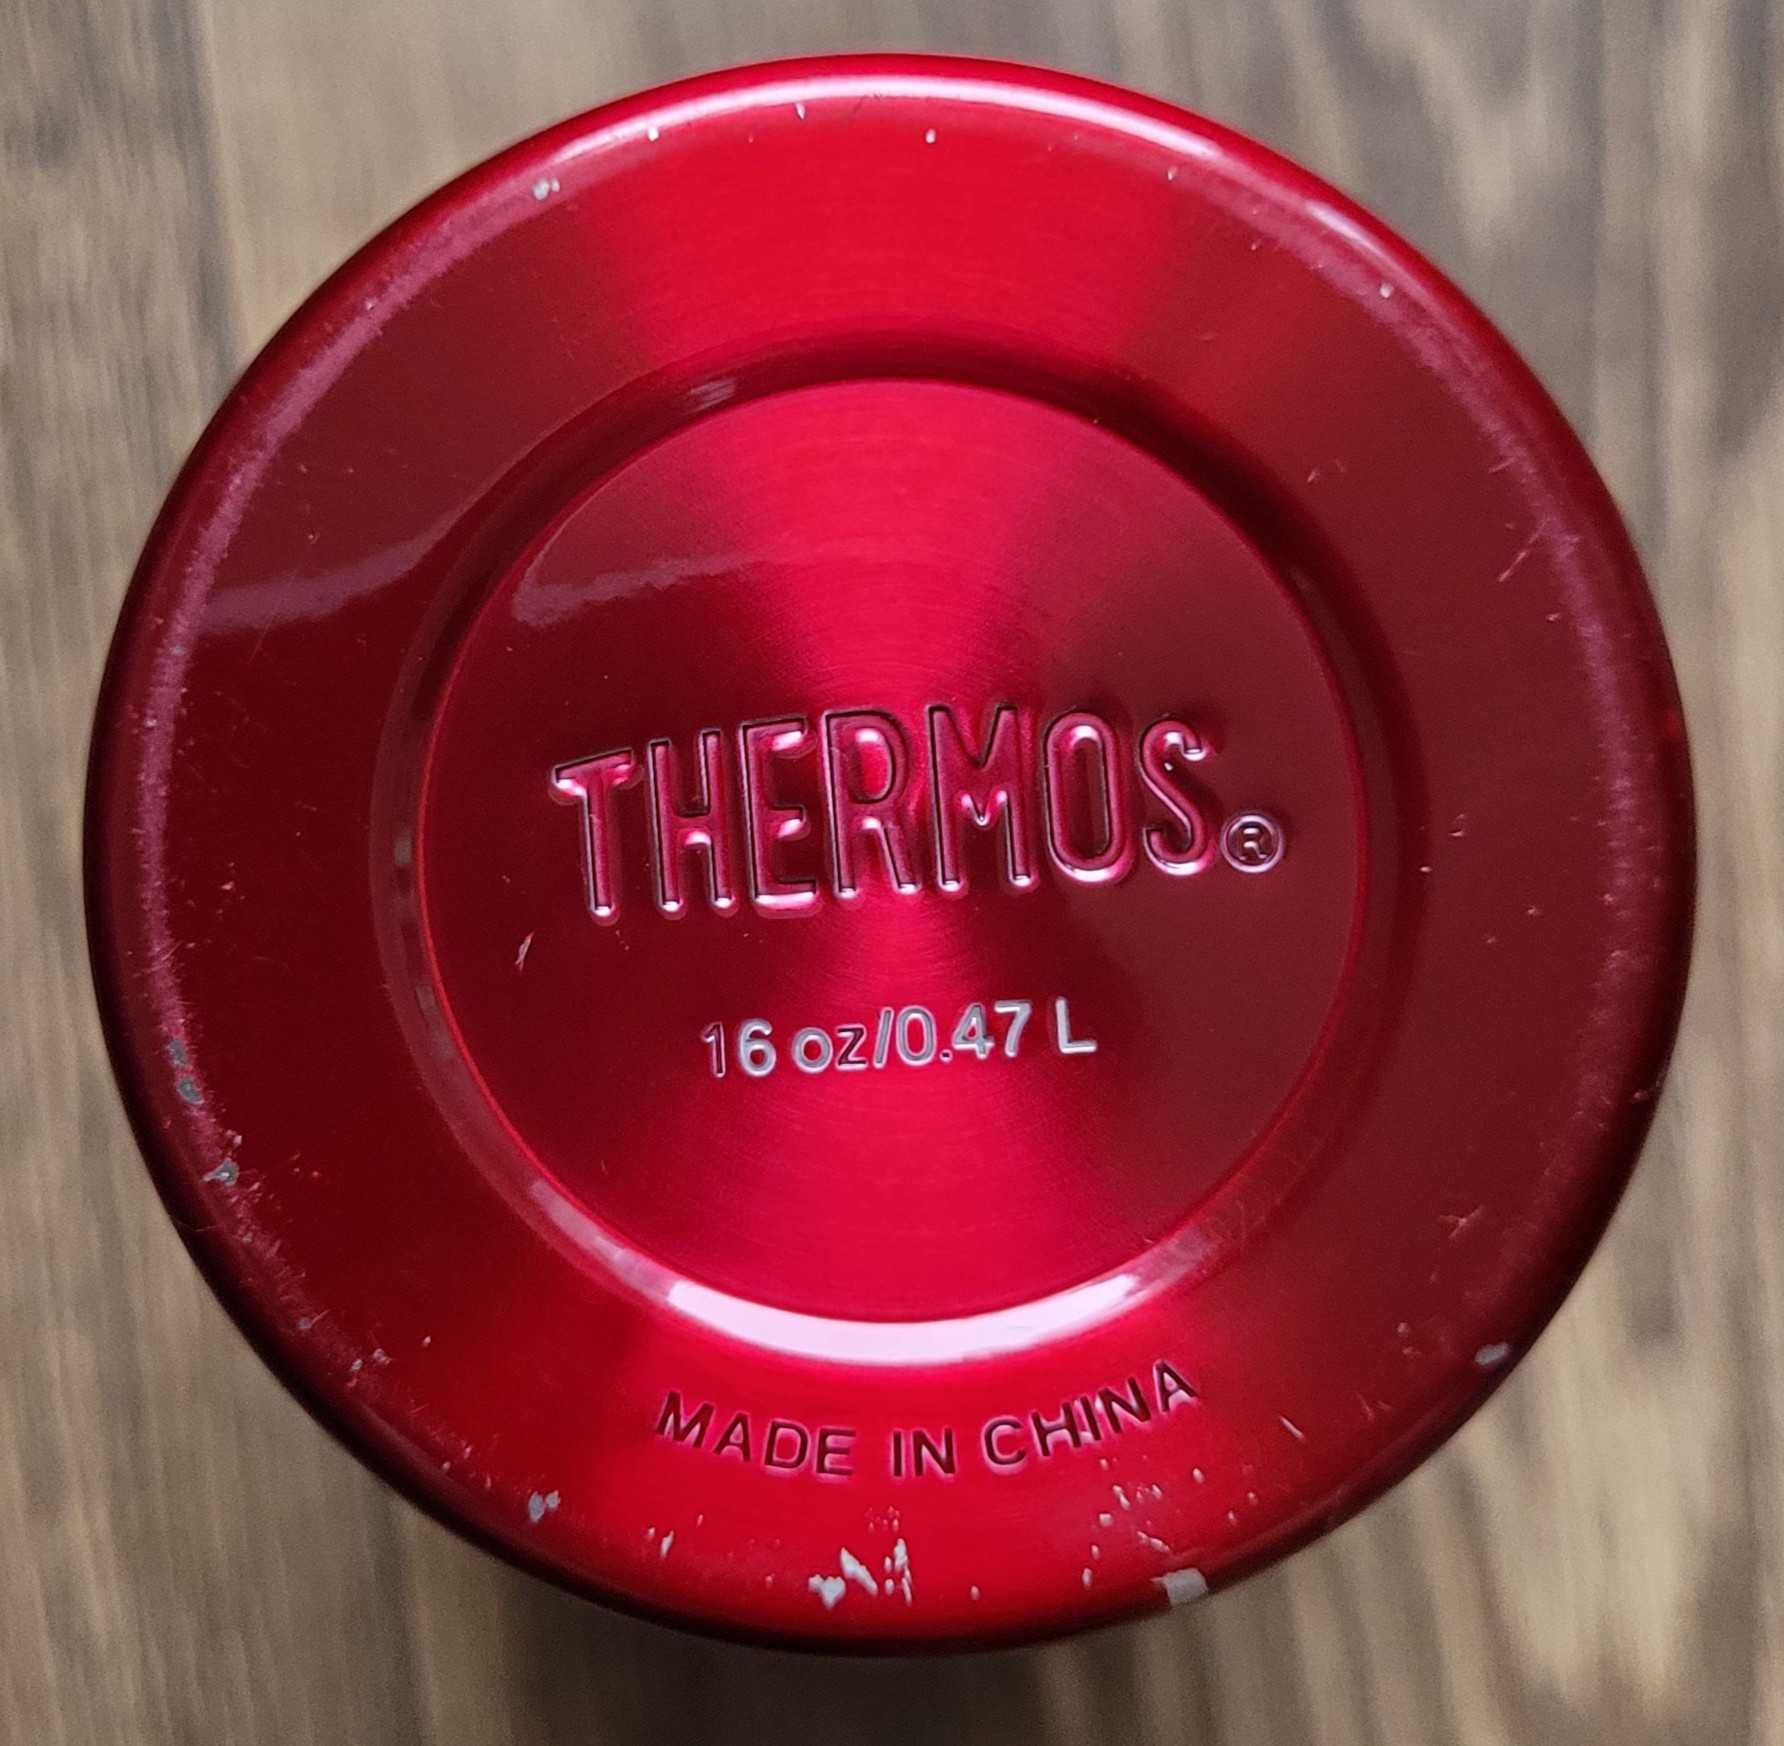 THERMOS®
16 oz/0.47 L
MADE IN CHINA